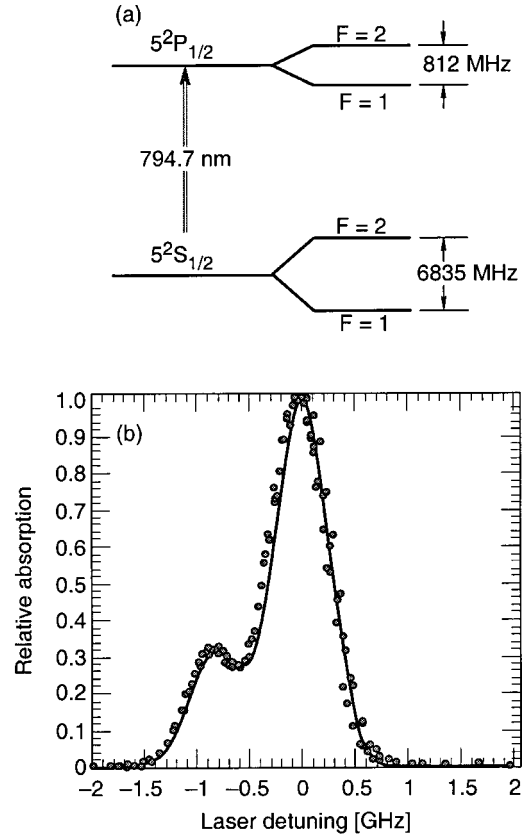 (a)
5²P₁/₂
F = 2
812 MHz
F = 1
794.7 nm
5²S₁/₂
F = 2
6835 MHz
F = 1
(b)
1.0
0.9
0.8
0.7
0.6
0.5
0.4
0.3
0.2
0.1
0
Relative absorption
−2 −1.5 −1 −0.5 0 0.5 1 1.5 2
Laser detuning [GHz]